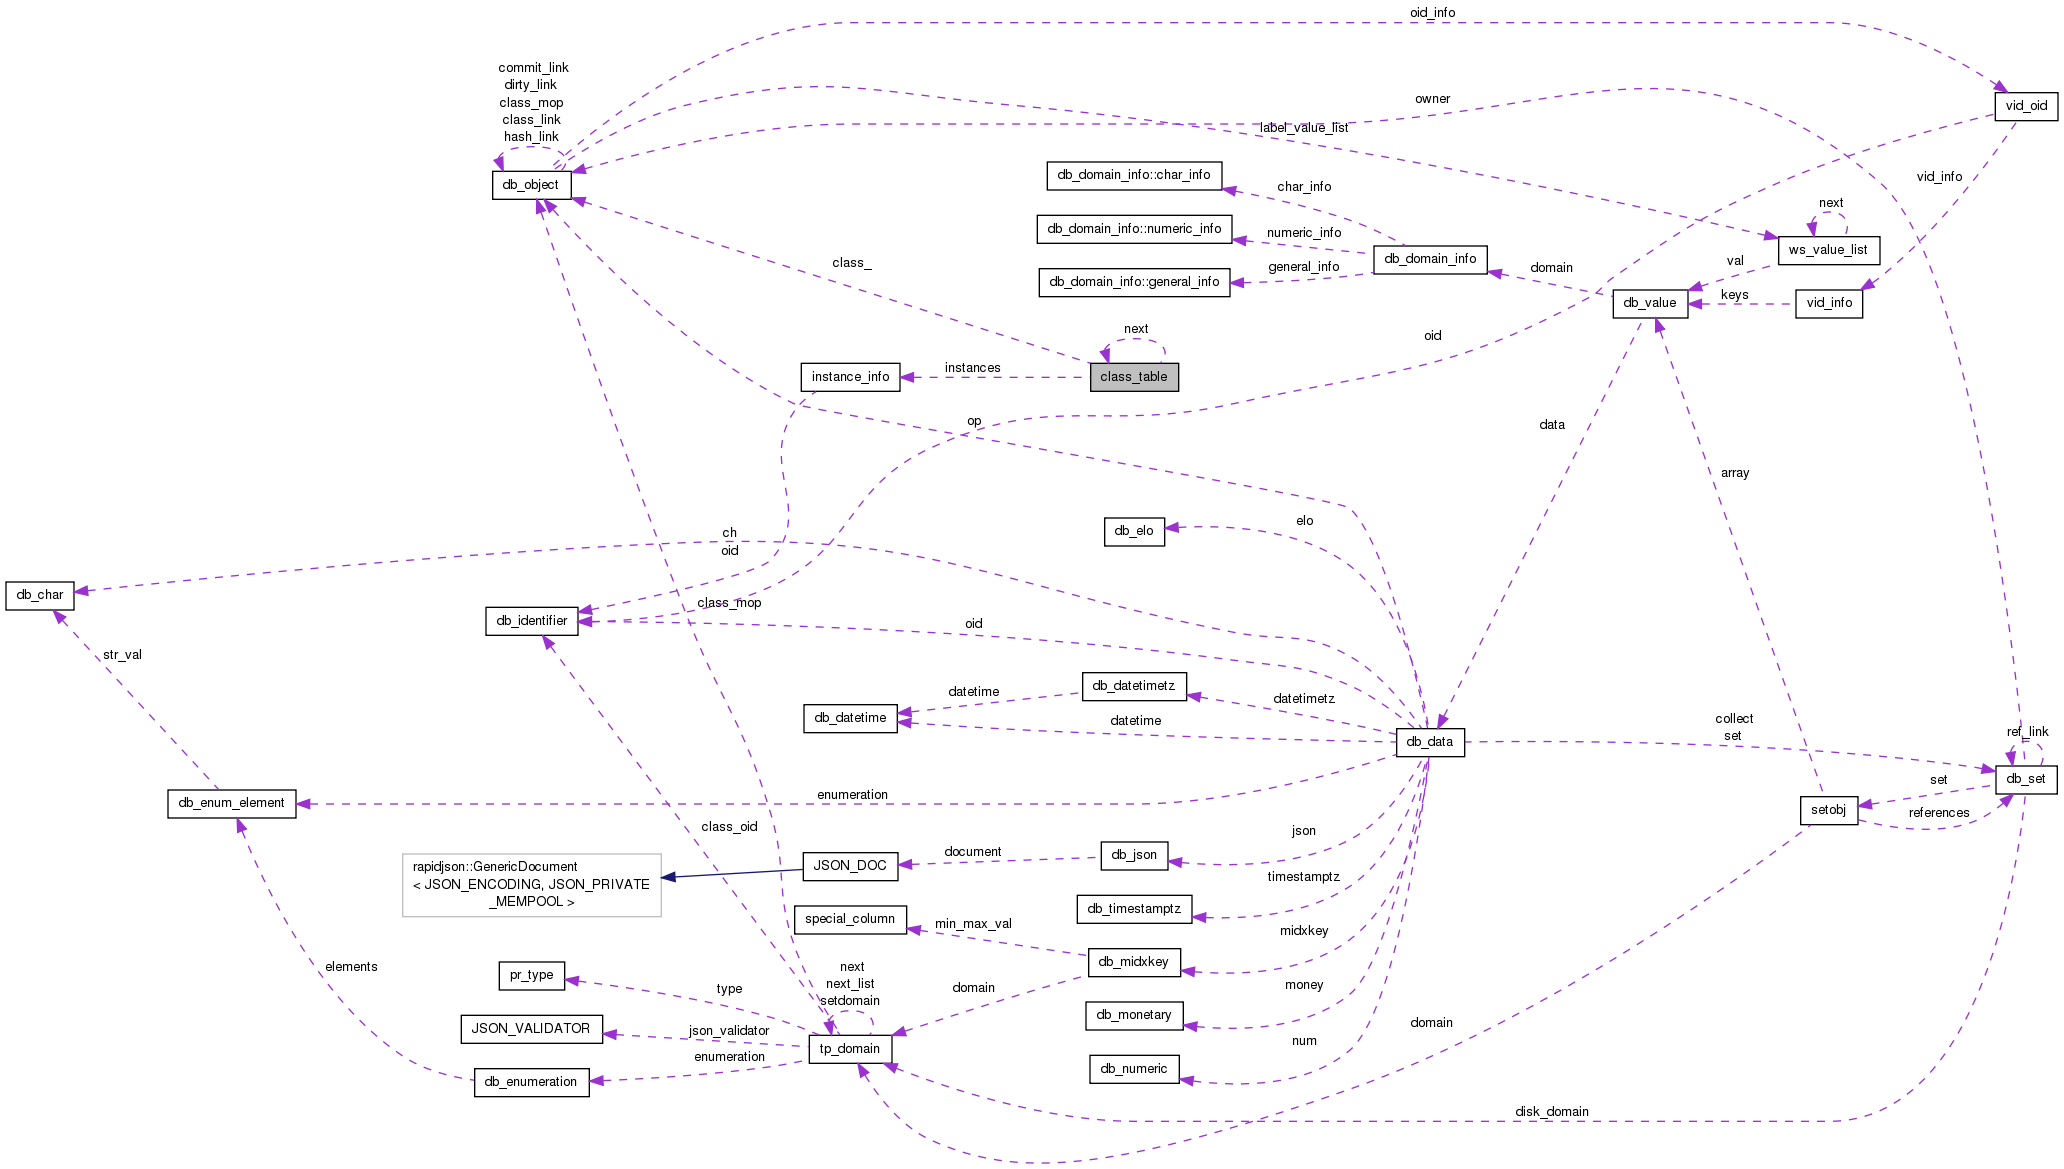 oid_info
commit_link
dirty_link
class_mop
class_link
hash_link
owner
vid_oid
label_value_list
db_object
db_domain_info::char_info
char_info
vid_info
next
db_domain_info::numeric_info
numeric_info
db_domain_info
ws_value_list
val
db_domain_info::general_info
general_info
domain
class_
db_value
keys
vid_info
next
oid
instance_info
instances
class_table
op
data
array
db_elo
elo
ch
oid
db_char
class_mop
db_identifier
oid
str_val
db_datetimetz
datetime
datetimetz
db_datetime
datetime
db_data
collect
set
ref_link
db_set
db_enum_element
enumeration
set
setobj
references
class_oid
json
rapidjson::GenericDocument
< JSON_ENCODING, JSON_PRIVATE
_MEMPOOL >
JSON_DOC
document
db_json
timestamptz
db_timestamptz
special_column
min_max_val
midxkey
db_midxkey
elements
pr_type
type
next
next_list
setdomain
domain
money
db_monetary
JSON_VALIDATOR
json_validator
tp_domain
domain
num
db_numeric
enumeration
db_enumeration
disk_domain